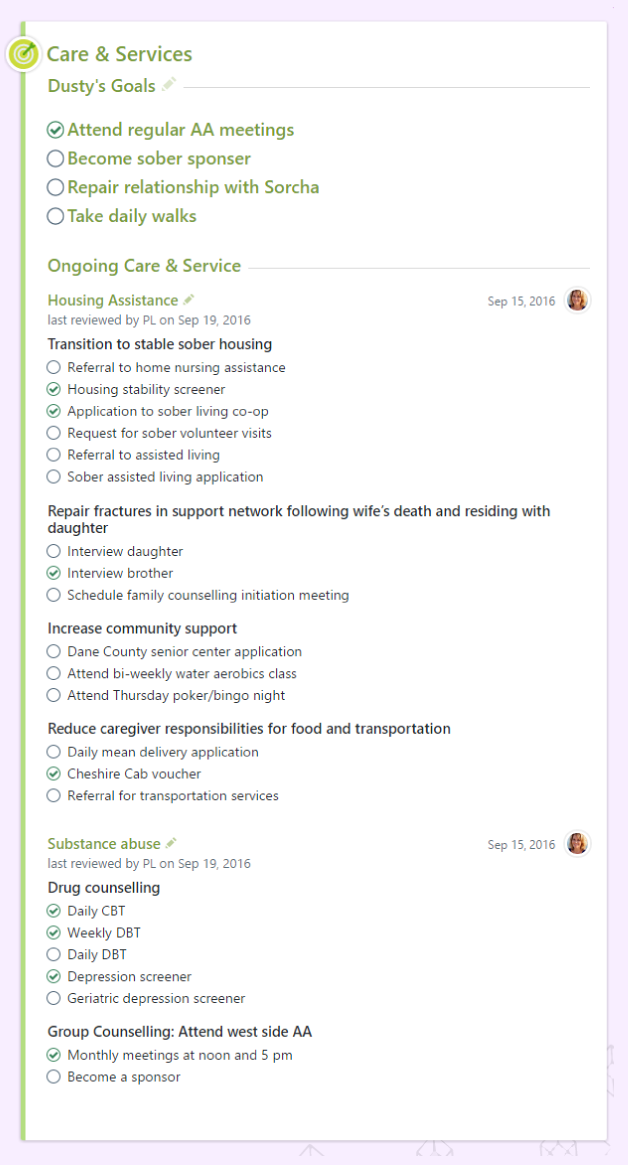 Care & Services
Dusty's Goals
Attend regular AA meetings
Become sober sponser
Repair relationship with Sorcha
Take daily walks
Ongoing Care & Service
Housing Assistance
Sep 15, 2016
last reviewed by PL on Sep 19, 2016
Transition to stable sober housing
Referral to home nursing assistance
Housing stability screener
Application to sober living co-op
Request for sober volunteer visits
Referral to assisted living
Sober assisted living application
Repair fractures in support network following wife's death and residing with
daughter
Interview daughter
Interview brother
Schedule family counselling initiation meeting
Increase community support
Dane County senior center application
Attend bi-weekly water aerobics class
Attend Thursday poker/bingo night
Reduce caregiver responsibilities for food and transportation
Daily mean delivery application
Cheshire Cab voucher
Referral for transportation services
Substance abuse
Sep 15, 2016
last reviewed by PL on Sep 19, 2016
Drug counselling
Daily CBT
Weekly DBT
Daily DBT
Depression screener
Geriatric depression screener
Group Counselling: Attend west side AA
Monthly meetings at noon and 5 pm
Become a sponsor